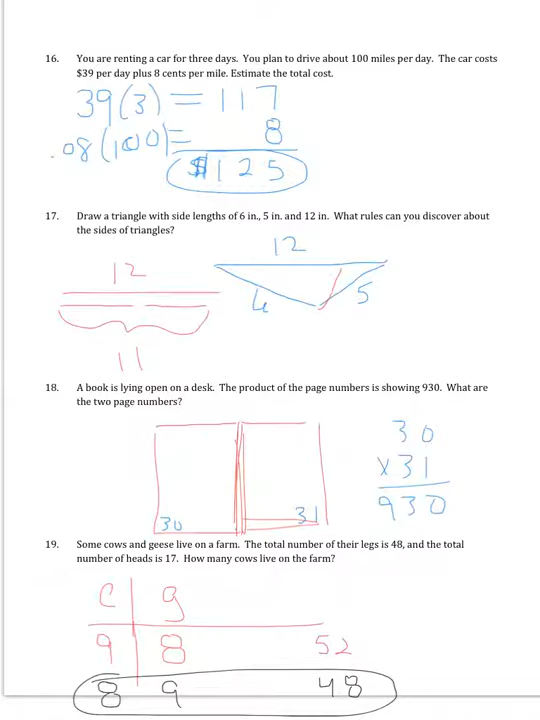 16. You are renting a car for three days. You plan to drive about 100 miles per day. The car costs
$39 per day plus 8 cents per mile. Estimate the total cost.
39(3) = 117
.08(100) = 8
$125
17. Draw a triangle with side lengths of 6 in., 5 in. and 12 in. What rules can you discover about
the sides of triangles?
12
12
6 5
11
18. A book is lying open on a desk. The product of the page numbers is showing 930. What are
the two page numbers?
30
x31
930
30 31
19. Some cows and geese live on a farm. The total number of their legs is 48, and the total
number of heads is 17. How many cows live on the farm?
C g
9 8 52
8 9 48